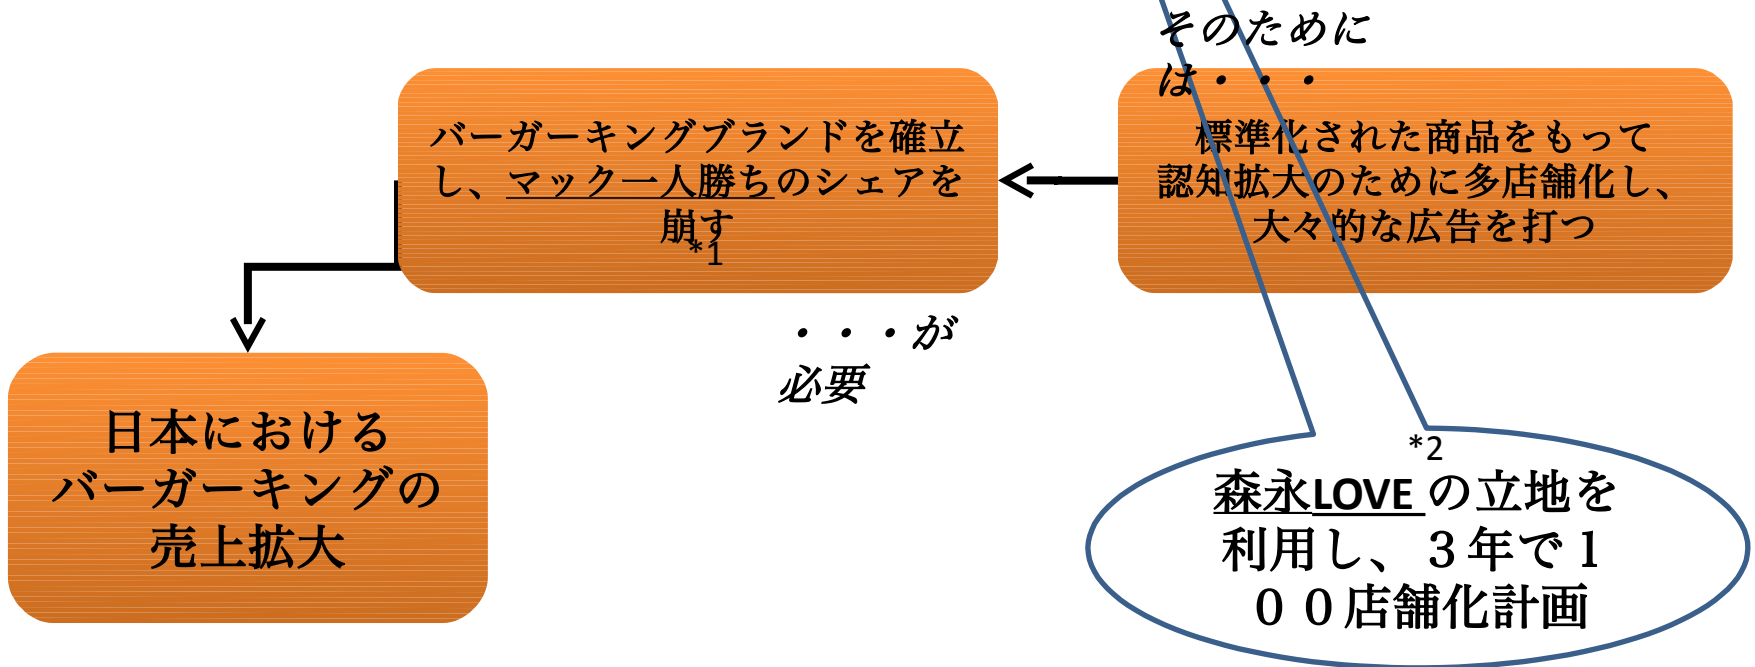 そのために
は・・・
バーガーキングブランドを確立
し、マック一人勝ちのシェアを
崩す
*1
標準化された商品をもって
認知拡大のために多店舗化し、
大々的な広告を打つ
・・・が
必要
日本における
バーガーキングの
売上拡大
*2
森永LOVEの立地を
利用し、３年で１
００店舗化計画